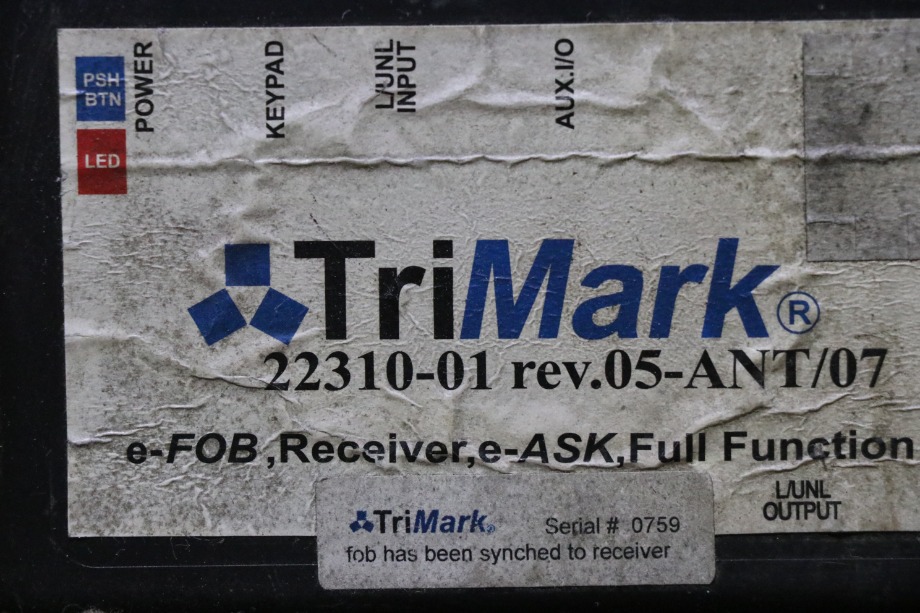 PSH
BTN
POWER
LED
KEYPAD
L/UNL
INPUT
AUX.I/O
TriMark®
22310-01 rev.05-ANT/07
e-FOB ,Receiver,e-ASK,Full Function
L/UNL
OUTPUT
TriMark® Serial # 0759
fob has been synched to receiver